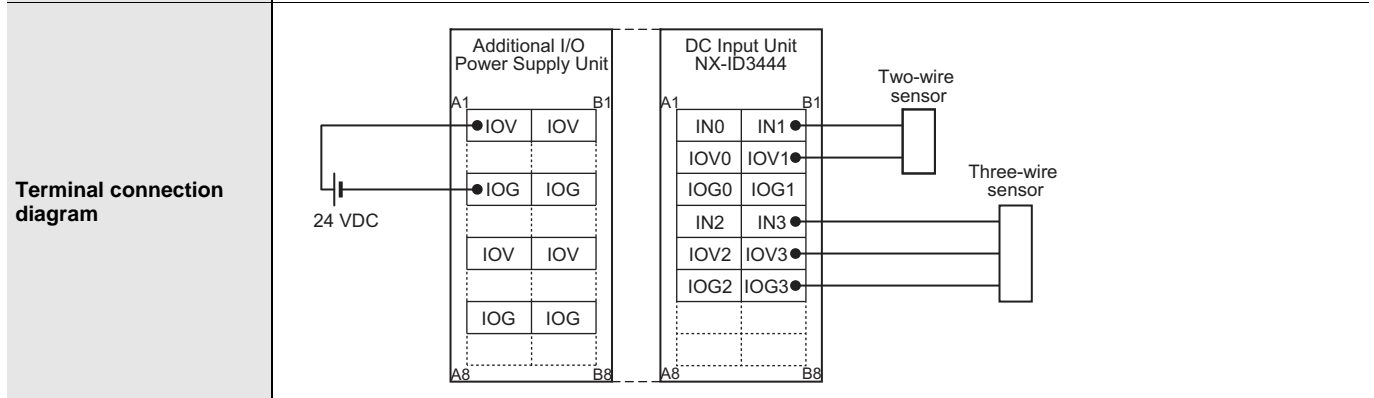 Terminal connection
diagram
24 VDC
Additional I/O
Power Supply Unit
A1 B1
IOV IOV
IOG IOG
IOV IOV
IOG IOG
A8 B8
DC Input Unit
NX-ID3444
A1 B1
IN0 IN1
IOV0 IOV1
IOG0 IOG1
IN2 IN3
IOV2 IOV3
IOG2 IOG3
A8 B8
Two-wire
sensor
Three-wire
sensor